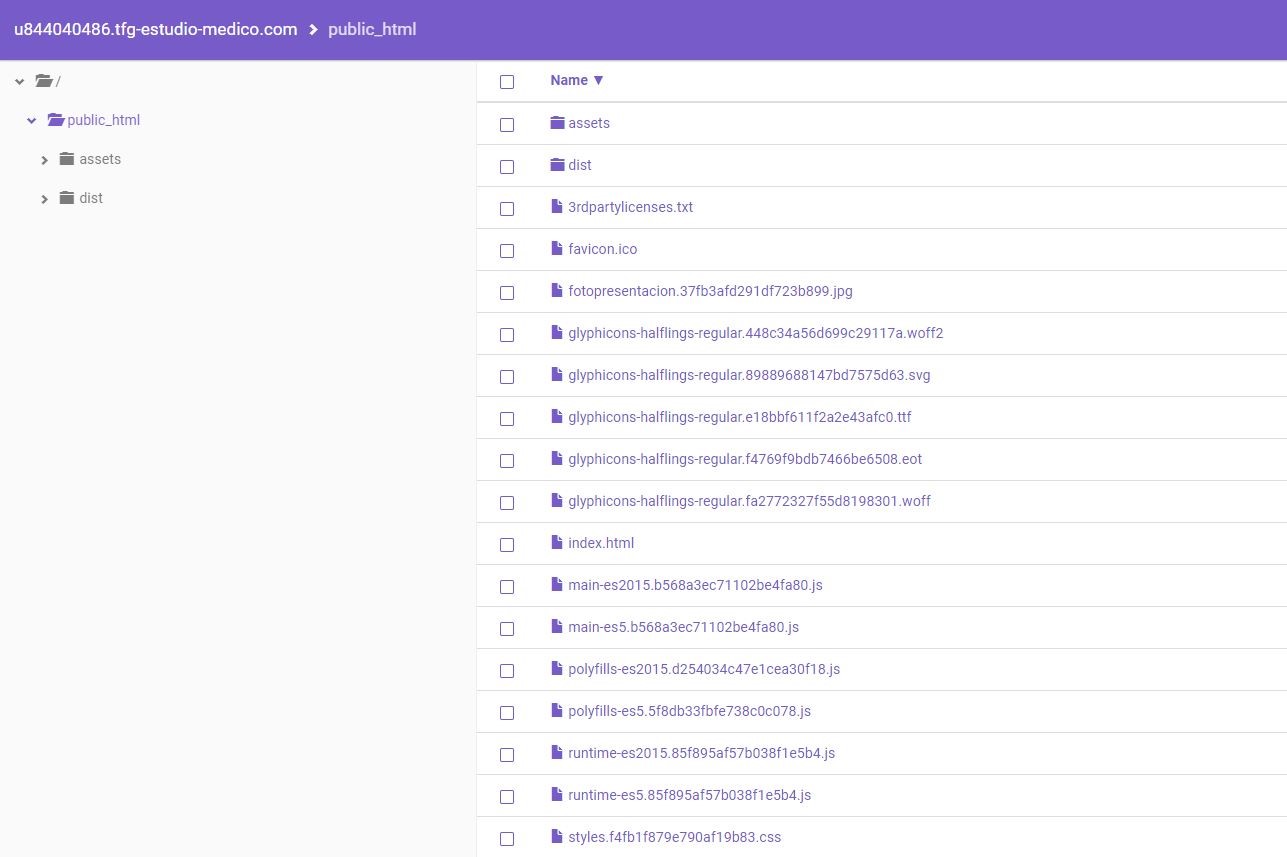 u844040486.tfg-estudio-medico.com > public_html
/
public_html
assets
dist
Name ▼
assets
dist
3rdpartylicenses.txt
favicon.ico
fotopresentacion.37fb3afd291df723b899.jpg
glyphicons-halflings-regular.448c34a56d699c29117a.woff2
glyphicons-halflings-regular.89889688147bd7575d63.svg
glyphicons-halflings-regular.e18bbf611f2a2e43afc0.ttf
glyphicons-halflings-regular.f4769f9bdb7466be6508.eot
glyphicons-halflings-regular.fa2772327f55d8198301.woff
index.html
main-es2015.b568a3ec71102be4fa80.js
main-es5.b568a3ec71102be4fa80.js
polyfills-es2015.d254034c47e1cea30f18.js
polyfills-es5.5f8db33fbfe738c0c078.js
runtime-es2015.85f895af57b038f1e5b4.js
runtime-es5.85f895af57b038f1e5b4.js
styles.f4fb1f879e790af19b83.css